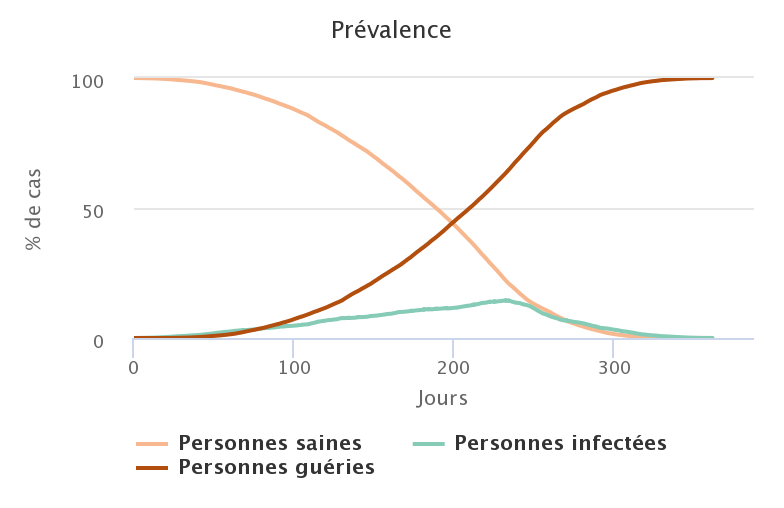 Prévalence
100
50
0
% de cas
0 100 200 300
Jours
Personnes saines Personnes infectées
Personnes guéries